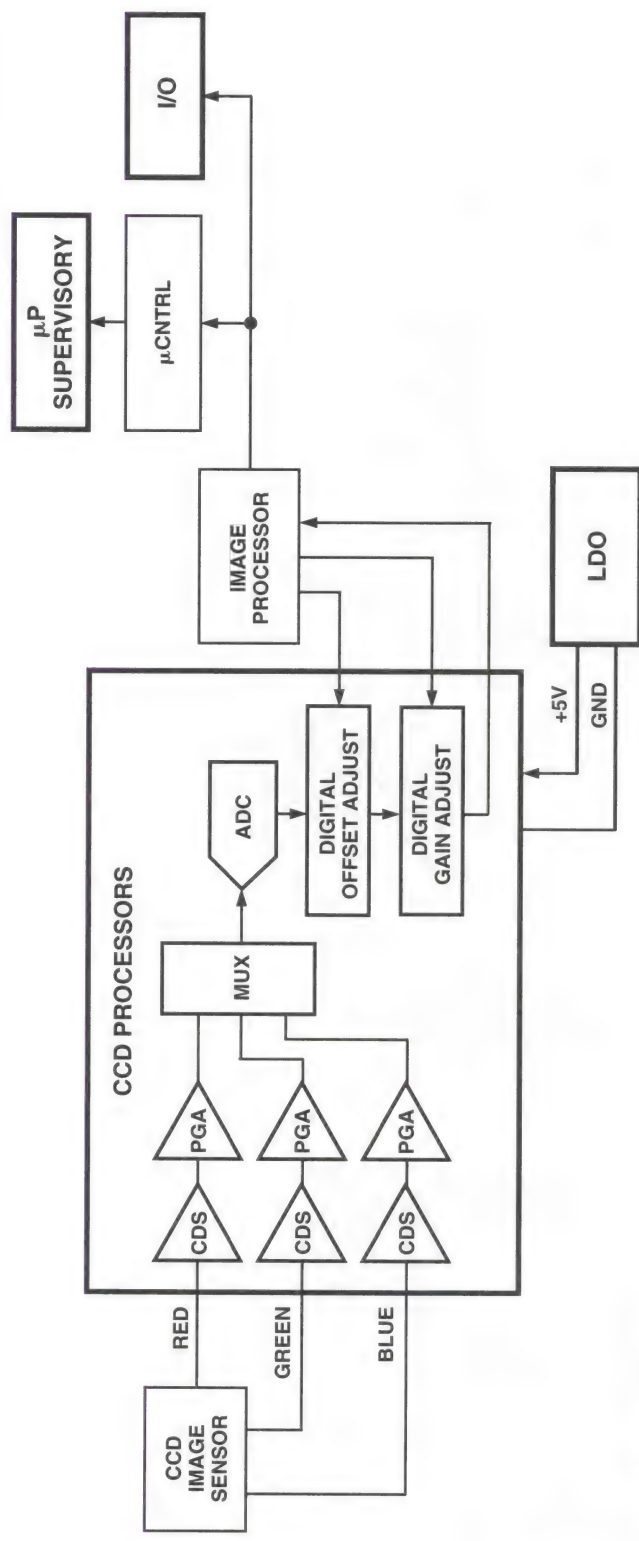 CCD
IMAGE
SENSOR
RED
GREEN
BLUE
CCD PROCESSORS
CDS
PGA
CDS
PGA
CDS
PGA
MUX
ADC
DIGITAL
OFFSET ADJUST
DIGITAL
GAIN ADJUST
+5V
GND
LDO
IMAGE
PROCESSOR
μCNTRL
μP
SUPERVISORY
I/O